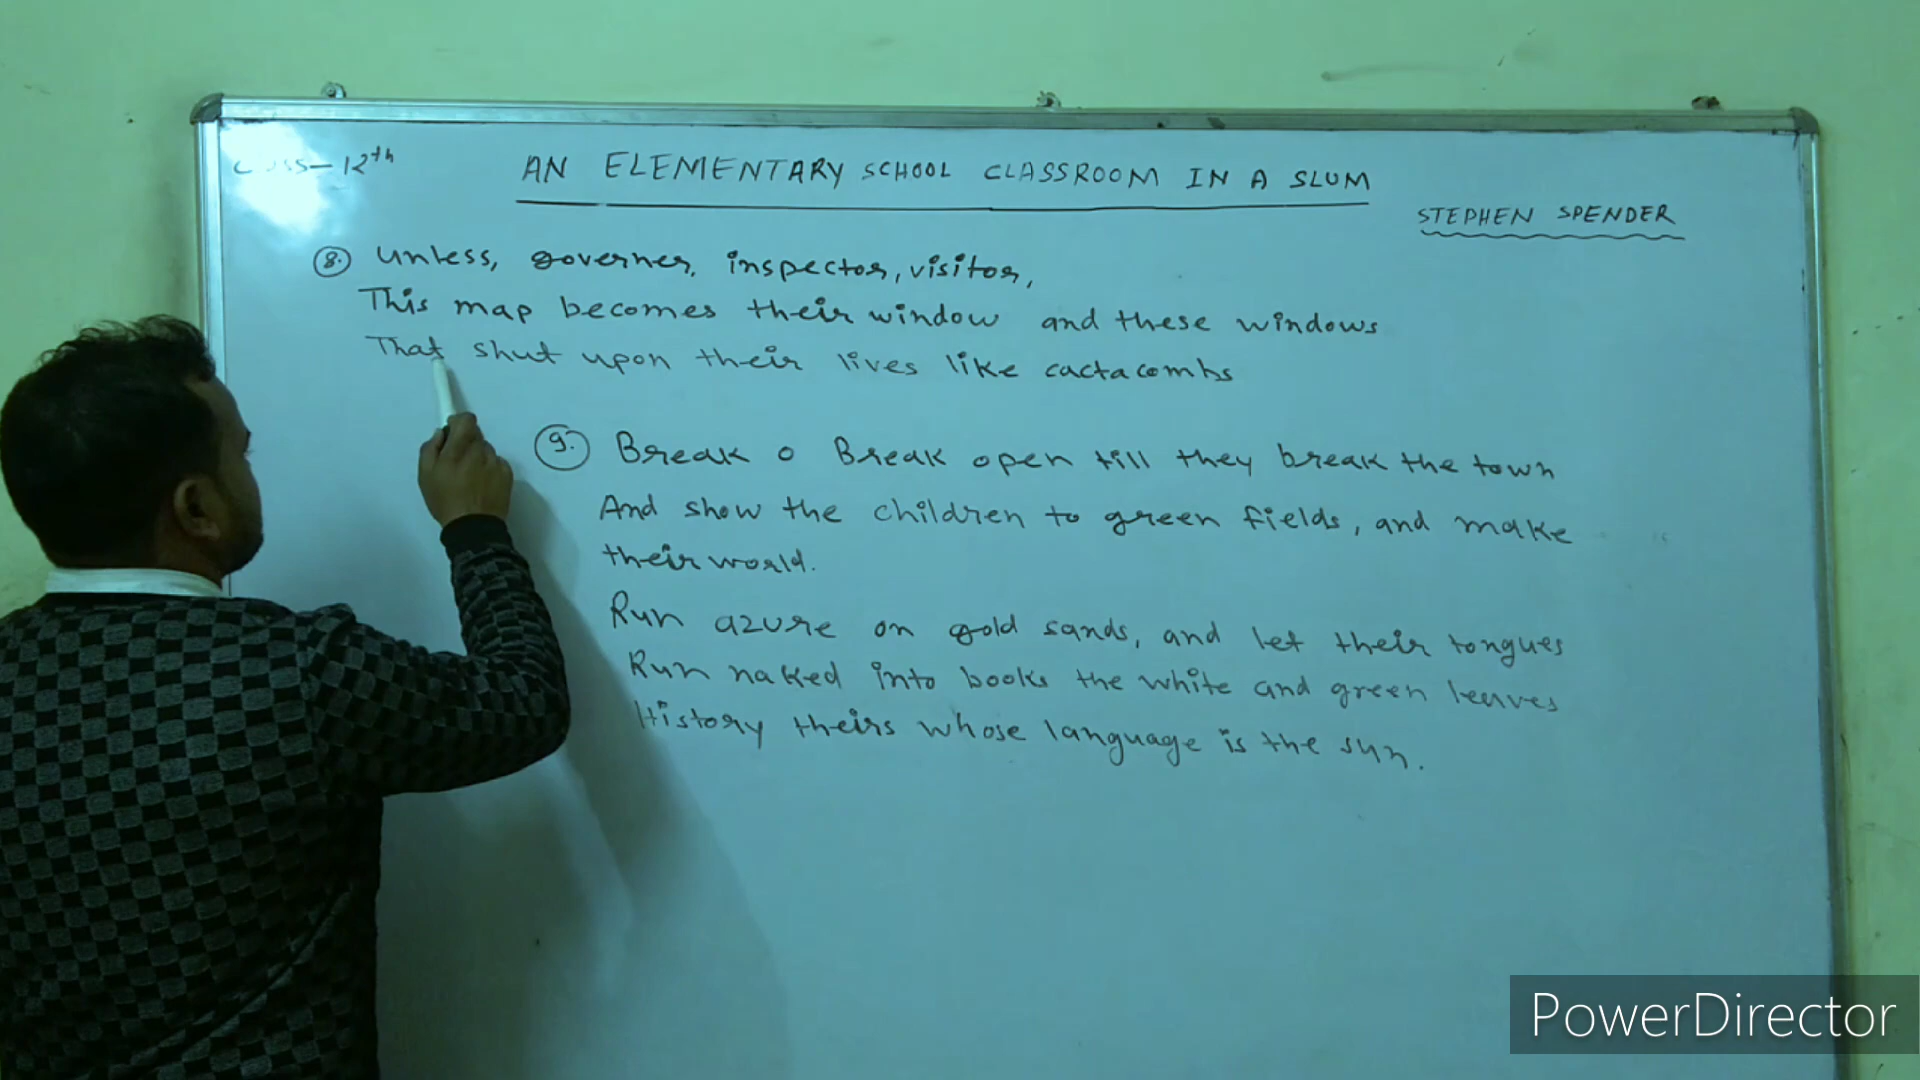 Class-12th
AN ELEMENTARY SCHOOL CLASSROOM IN A SLUM
STEPHEN SPENDER
8. Unless, governer, inspector, visitor,
This map becomes their window and these windows
That shut upon their lives like cactacombs
9. Break o Break open till they break the town
And show the children to green fields, and make
their world.
Run azure on gold sands, and let their tongues
Run naked into books the white and green leaves
History theirs whose language is the sun.
PowerDirector